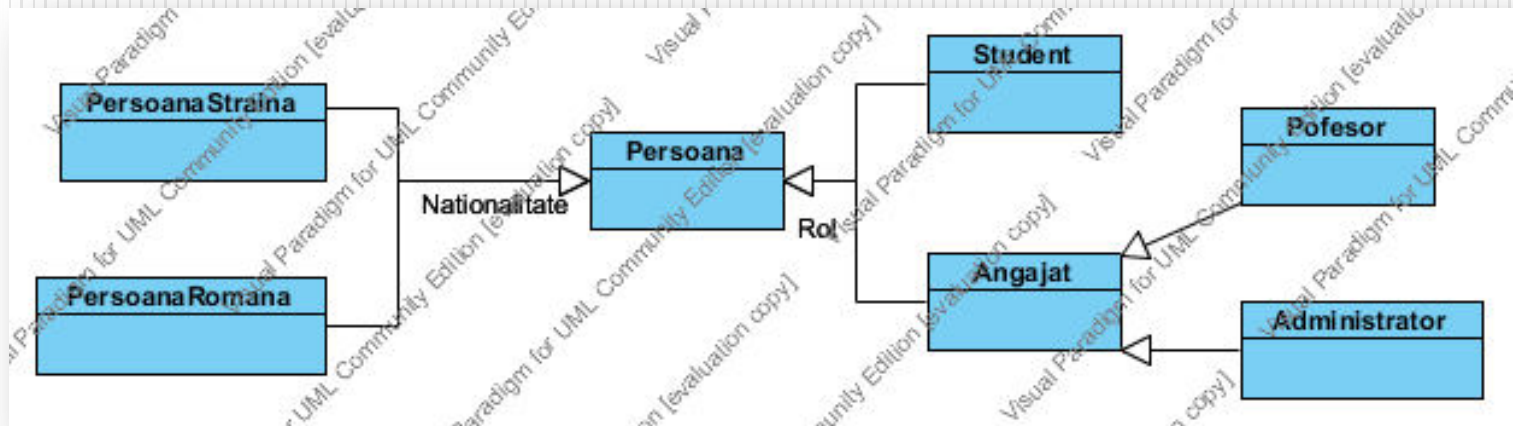 Student
PersoanaStraina
Pofesor
Persoana
Nationalitate
Rol
Angajat
PersoanaRomana
Administrator
Visual Paradigm for UML Community Edition [evaluation copy]